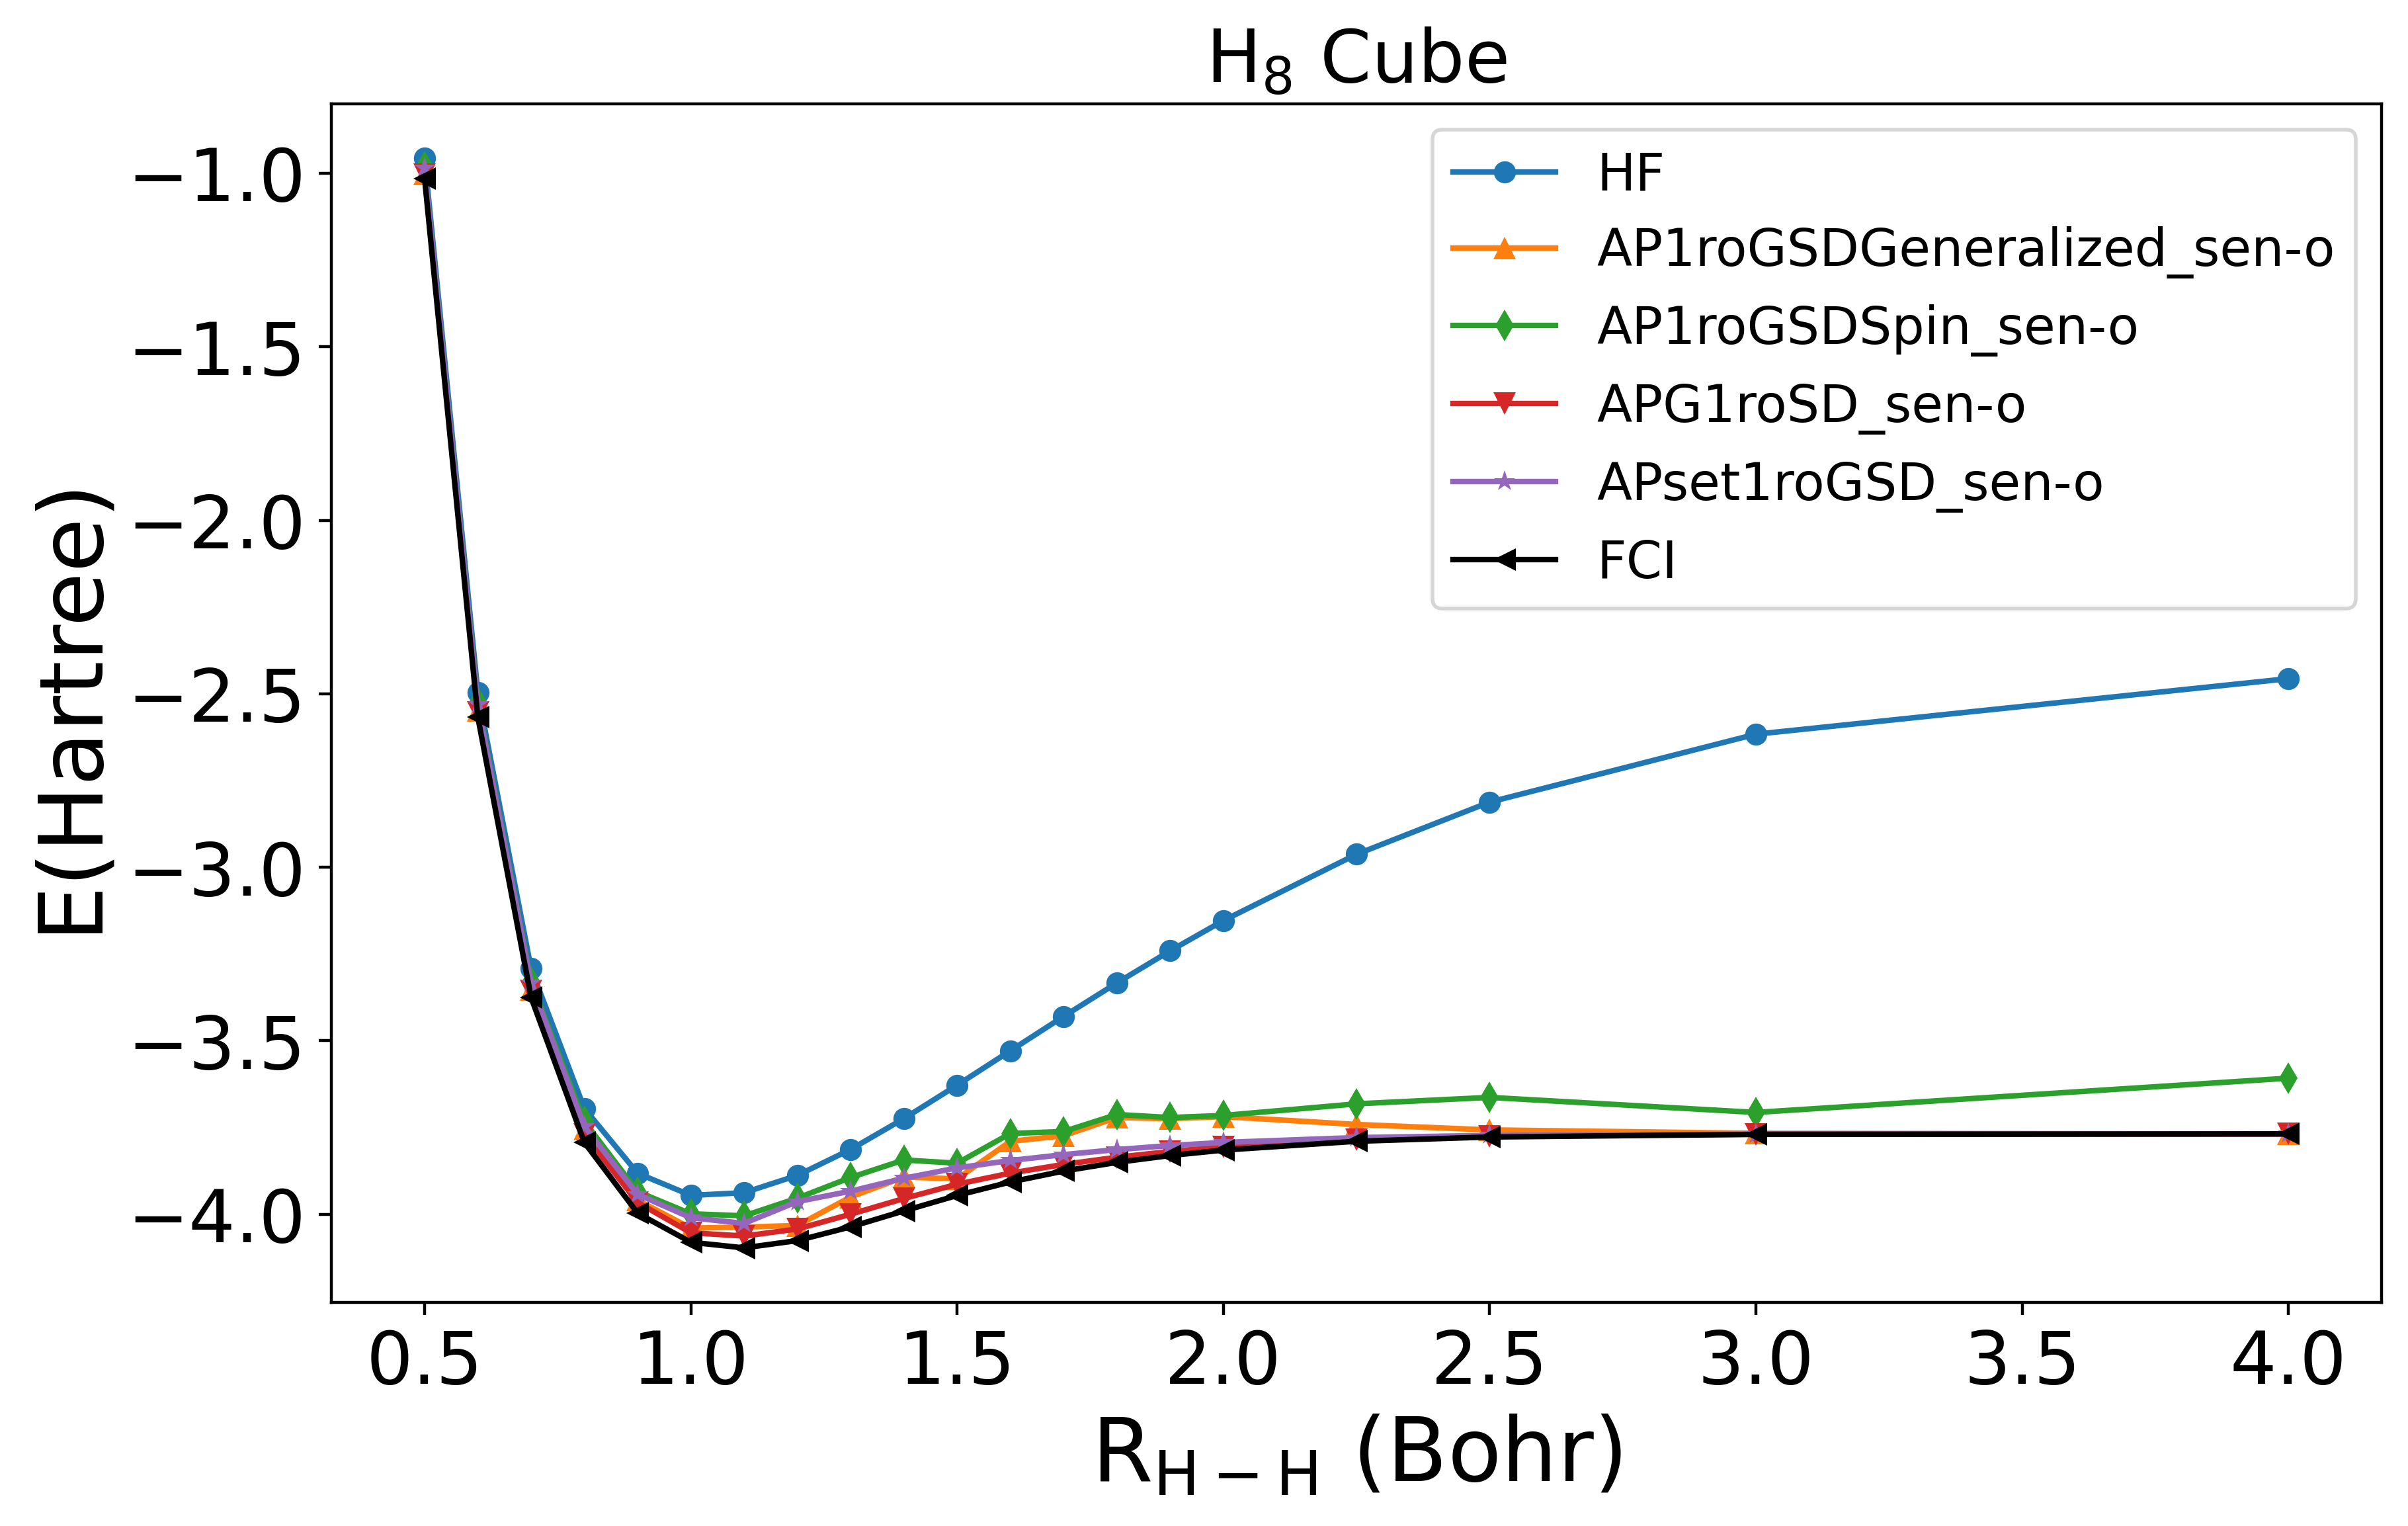 H₈ Cube
E(Hartree)
−1.0
−1.5
−2.0
−2.5
−3.0
−3.5
−4.0
HF
AP1roGSDGeneralized_sen-o
AP1roGSDSpin_sen-o
APG1roSD_sen-o
APset1roGSD_sen-o
FCI
0.5 1.0 1.5 2.0 2.5 3.0 3.5 4.0
R_H − H (Bohr)